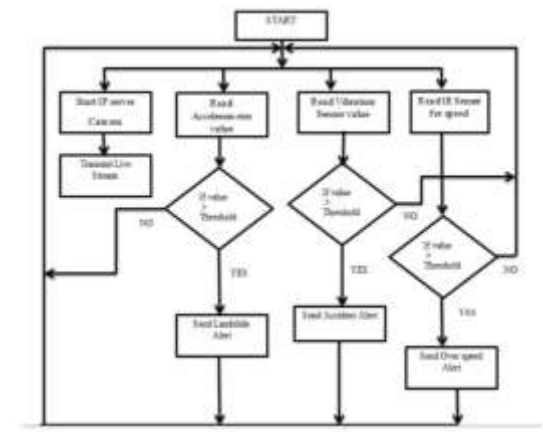 START
Start IP server
Camera
Transmit Live
Stream
Read
Accelerometer
value
If value
>
Threshold
NO
YES
Send Landslide
Alert
Read Vibration
Sensor value
If value
>
Threshold
NO
YES
Send Accident Alert
Read IR Sensor
for speed
If value
>
Threshold
NO
YAS
Send Over speed
Alert